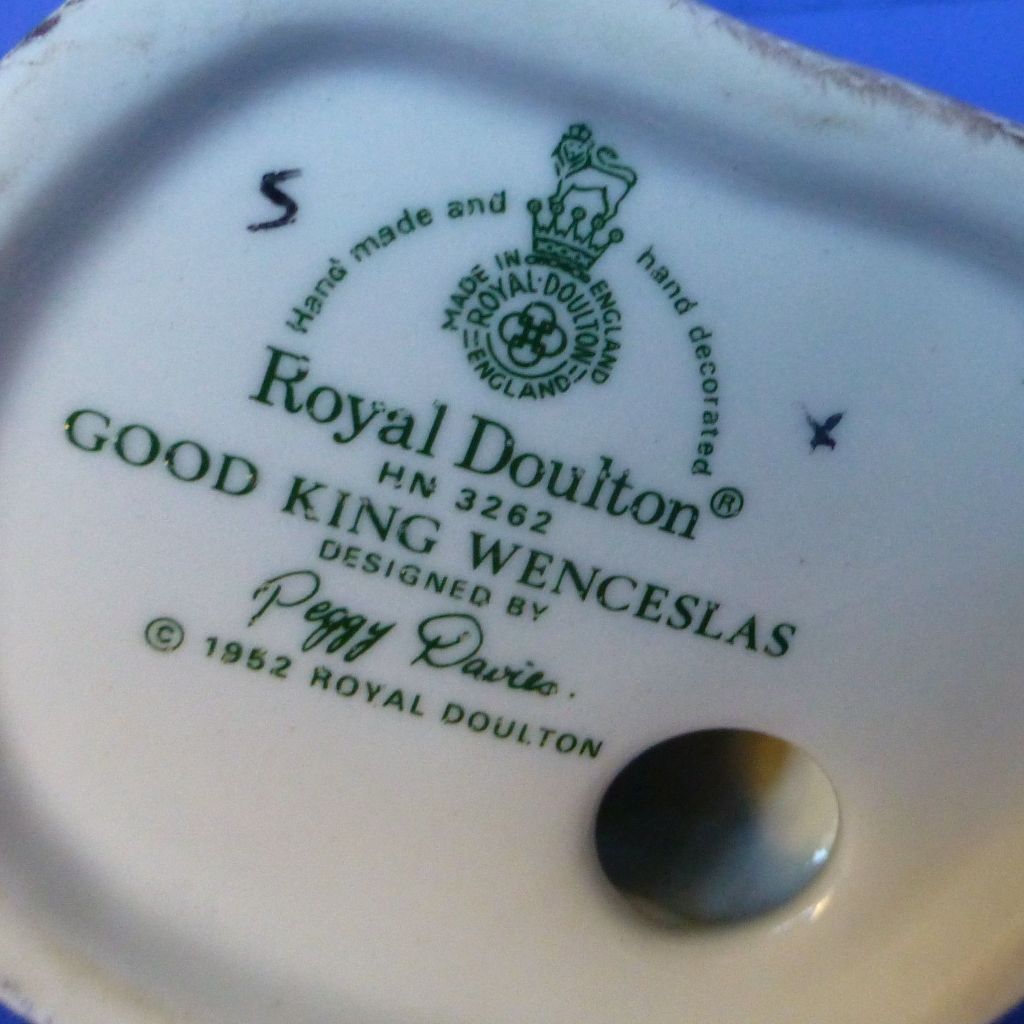 S
Hand made and hand decorated
MADE IN ENGLAND
ROYAL·DOULTON
ENGLAND
x
Royal Doulton®
HN 3262
GOOD KING WENCESLAS
DESIGNED BY
Peggy Davies.
© 1952 ROYAL DOULTON